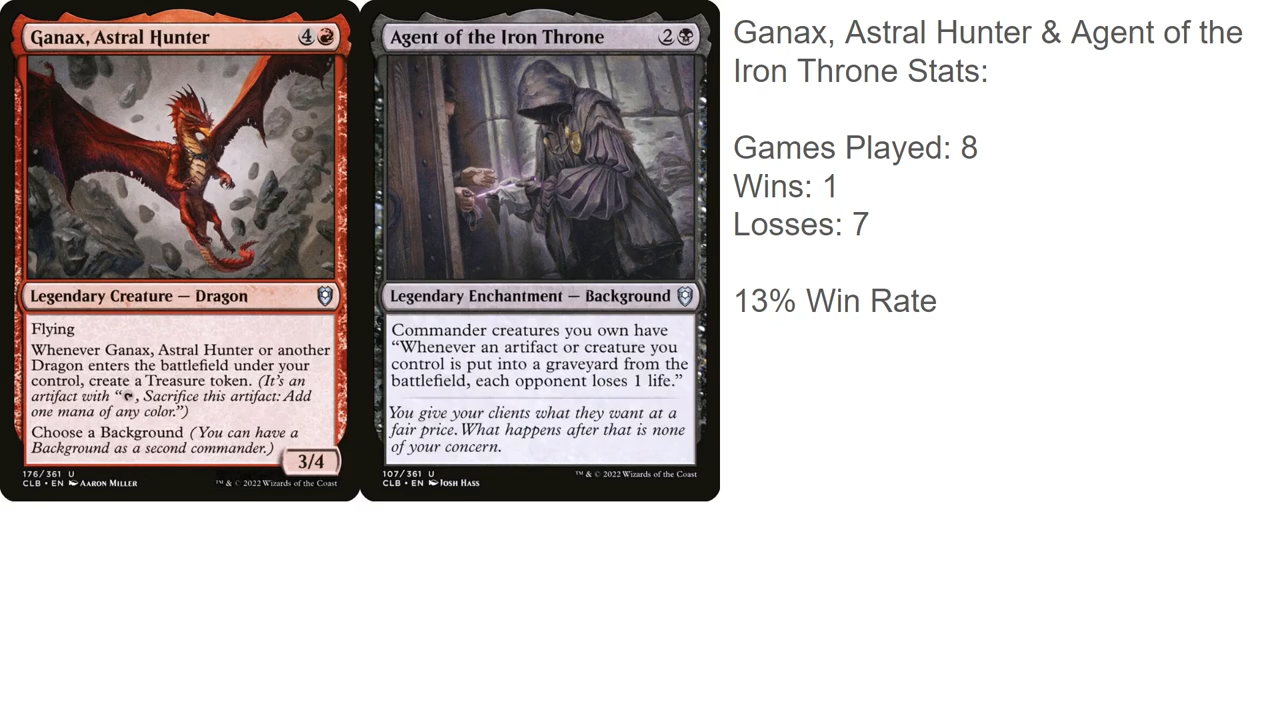 Ganax, Astral Hunter 4
Legendary Creature — Dragon
Flying
Whenever Ganax, Astral Hunter or another
Dragon enters the battlefield under your
control, create a Treasure token. (It's an
artifact with “, Sacrifice this artifact: Add
one mana of any color.”)
Choose a Background (You can have a
Background as a second commander.)
3/4
176/361 U
CLB • EN Aaron Miller
™ & © 2022 Wizards of the Coast
Agent of the Iron Throne 2
Legendary Enchantment — Background
Commander creatures you own have
“Whenever an artifact or creature you
control is put into a graveyard from the
battlefield, each opponent loses 1 life.”
You give your clients what they want at a
fair price. What happens after that is none
of your concern.
107/361 U
CLB • EN Josh Hass
™ & © 2022 Wizards of the Coast
Ganax, Astral Hunter & Agent of the
Iron Throne Stats:
Games Played: 8
Wins: 1
Losses: 7
13% Win Rate